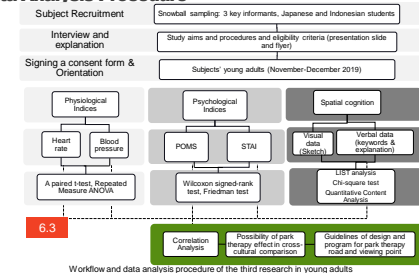 Subject Recruitment
Snowball sampling: 3 key informants, Japanese and Indonesian students
Interview and
explanation
Study aims and procedures and eligibility criteria (presentation slide
and flyer)
Signing a consent form &
Orientation
Subjects' young adults (November-December 2019)
Physiological
Indices
Psychological
Indices
Spatial cognition
Heart
rate
Blood
pressure
POMS
STAI
Visual
data
(Sketch)
Verbal data
(keywords &
explanation)
A paired t-test, Repeated
Measure ANOVA
Wilcoxon signed-rank
test, Friedman test
LIST analysis
Chi-square test
Quantitative Content
Analysis
6.3
Correlation
Analysis
Possibility of park
therapy effect in cross-
cultural comparison
Guidelines of design and
program for park therapy
road and viewing point
Workflow and data analysis procedure of the third research in young adults